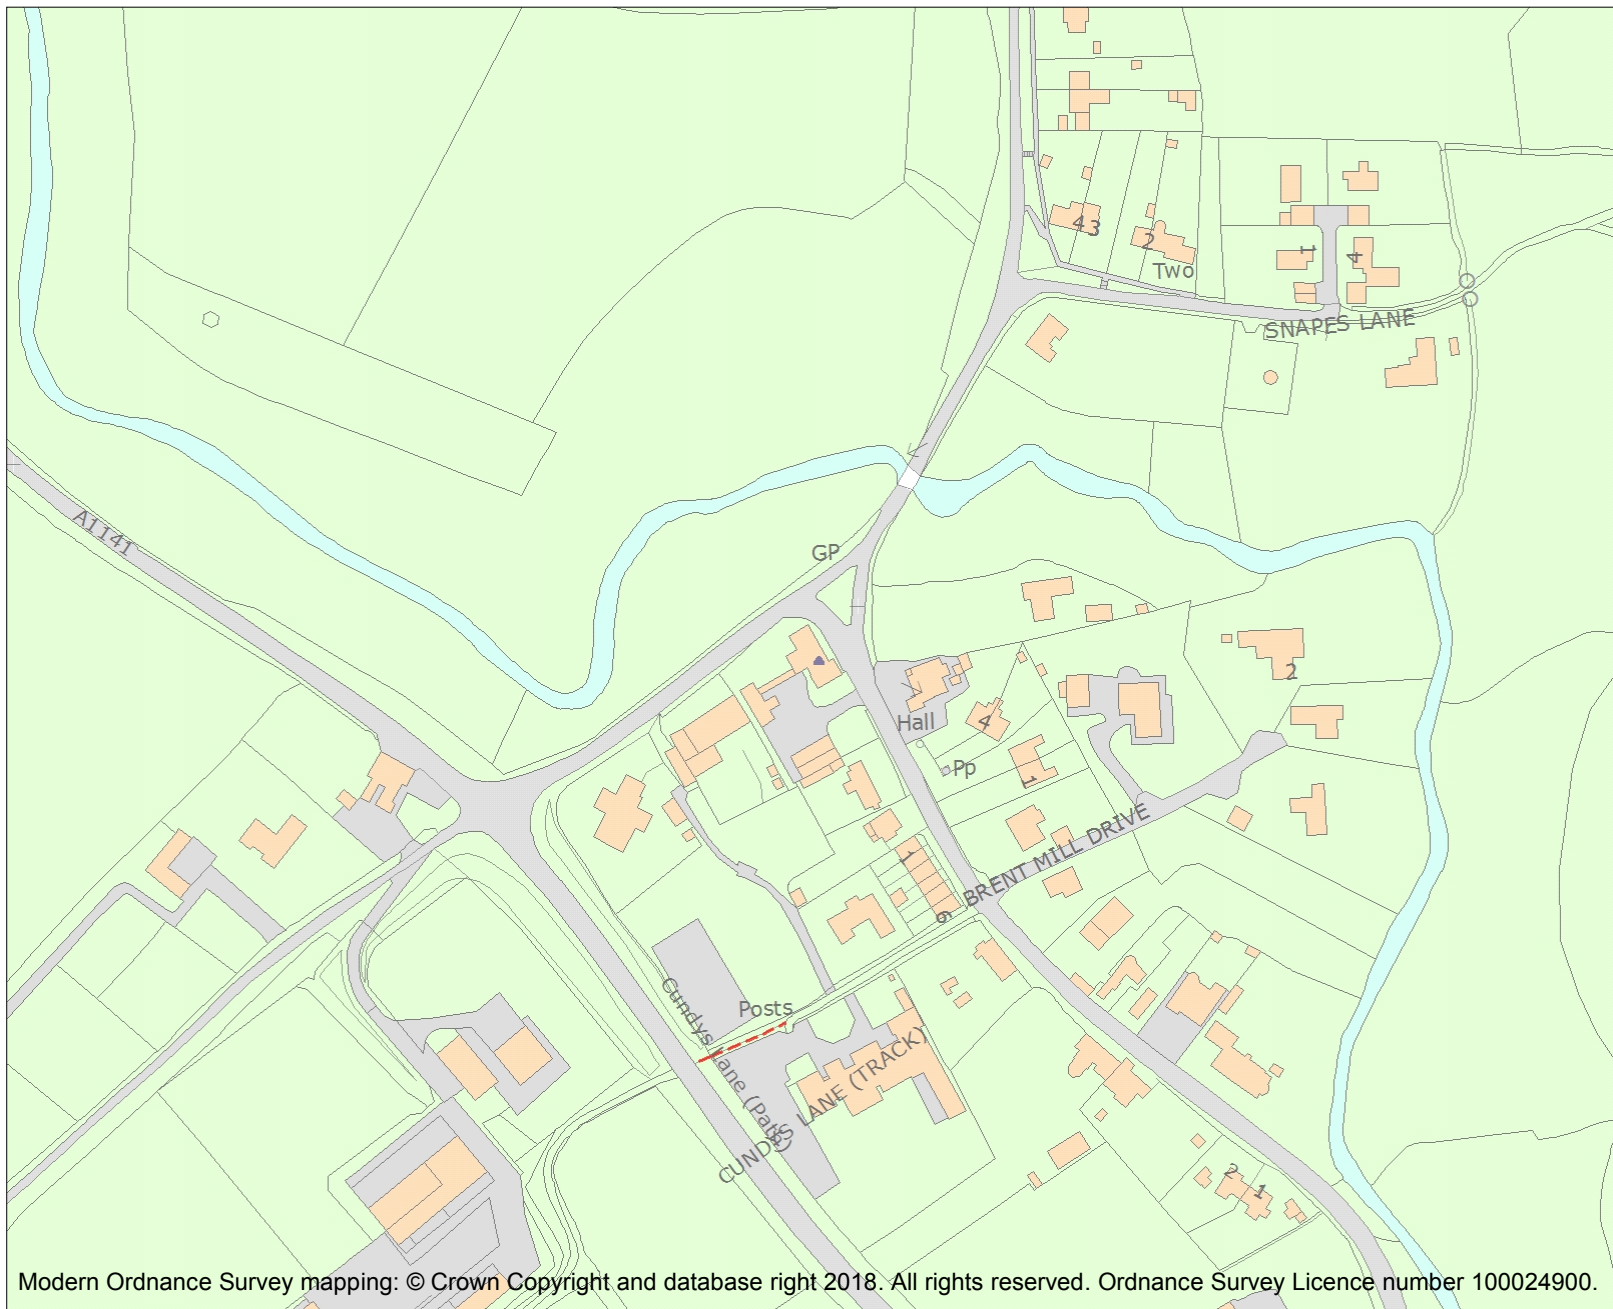 43
2
Two
1
4
SNAPES LANE
A1141
GP
2
Hall
4
Pp
1
BRENT MILL DRIVE
1
6
Posts
Cundys Lane (Path)
CUNDYS LANE (TRACK)
2
1
Modern Ordnance Survey mapping: © Crown Copyright and database right 2018. All rights reserved. Ordnance Survey Licence number 100024900.